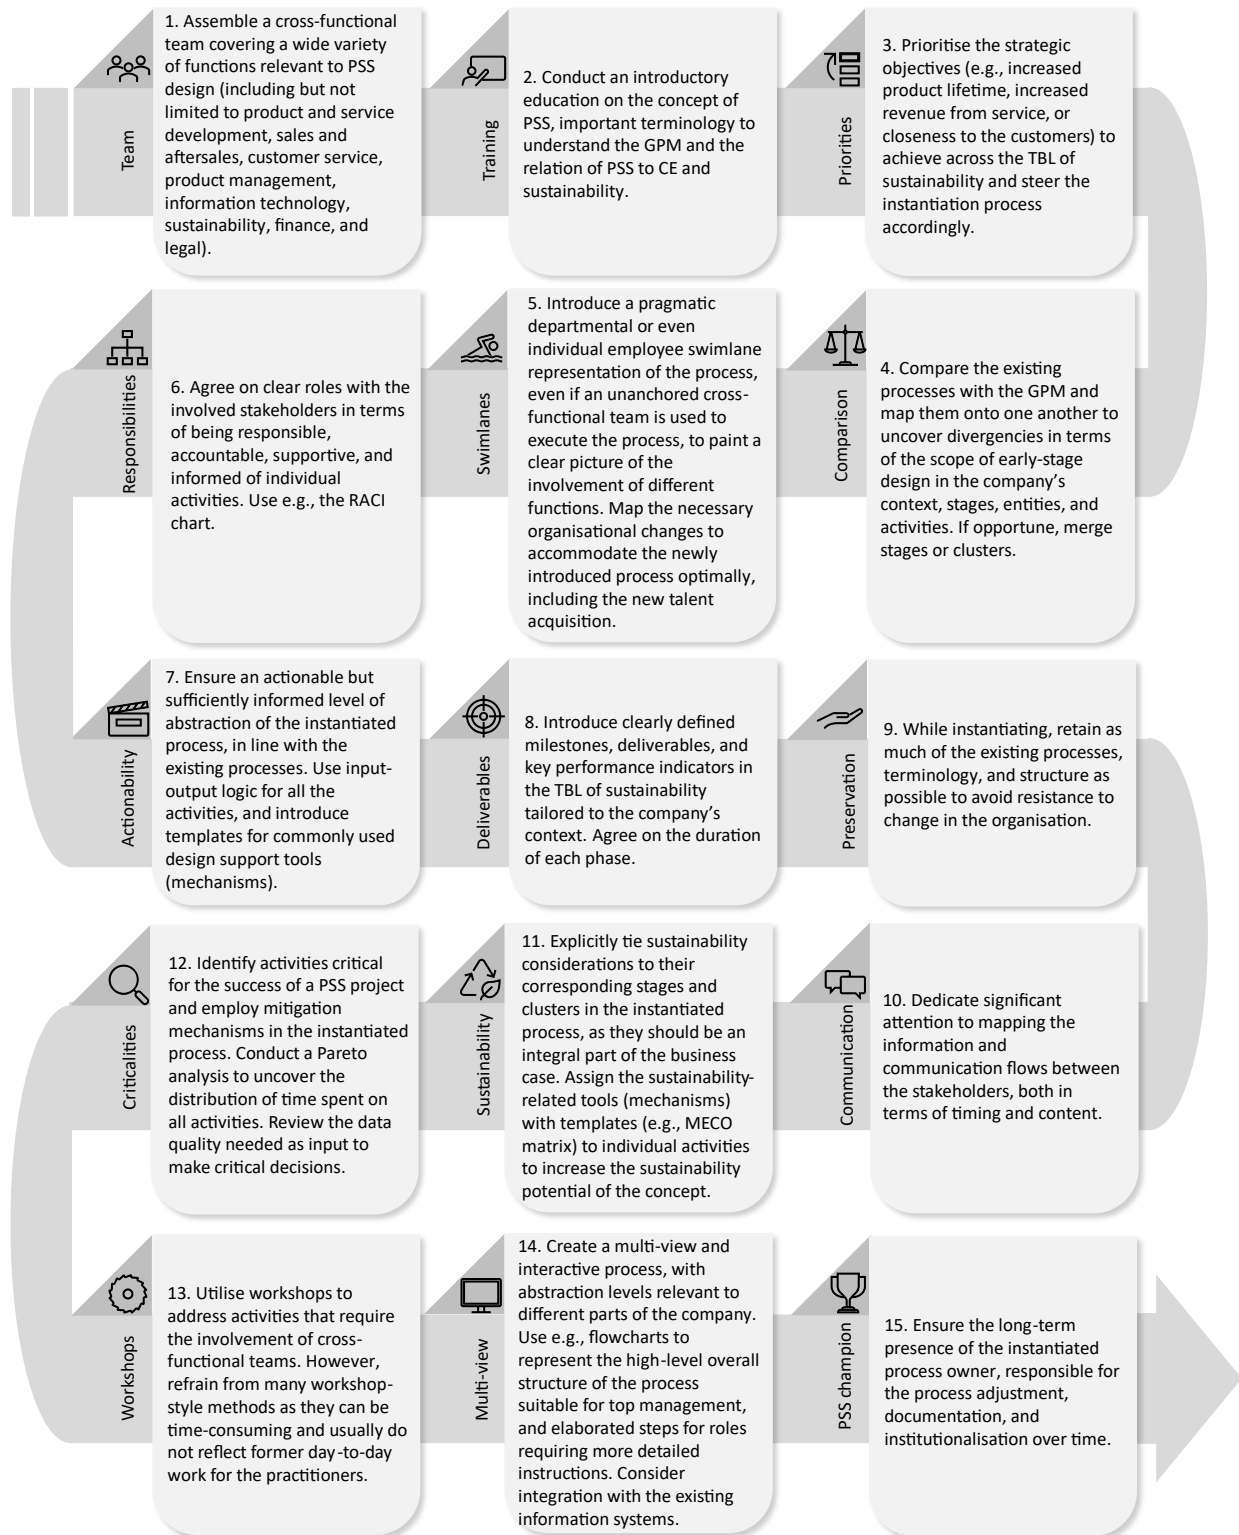 Team
1. Assemble a cross-functional
team covering a wide variety
of functions relevant to PSS
design (including but not
limited to product and service
development, sales and
aftersales, customer service,
product management,
information technology,
sustainability, finance, and
legal).
Training
2. Conduct an introductory
education on the concept of
PSS, important terminology to
understand the GPM and the
relation of PSS to CE and
sustainability.
Priorities
3. Prioritise the strategic
objectives (e.g., increased
product lifetime, increased
revenue from service, or
closeness to the customers) to
achieve across the TBL of
sustainability and steer the
instantiation process
accordingly.
Comparison
4. Compare the existing
processes with the GPM and
map them onto one another to
uncover divergencies in terms
of the scope of early-stage
design in the company's
context, stages, entities, and
activities. If opportune, merge
stages or clusters.
Swimlanes
5. Introduce a pragmatic
departmental or even
individual employee swimlane
representation of the process,
even if an unanchored cross-
functional team is used to
execute the process, to paint a
clear picture of the
involvement of different
functions. Map the necessary
organisational changes to
accommodate the newly
introduced process optimally,
including the new talent
acquisition.
Responsibilities
6. Agree on clear roles with the
involved stakeholders in terms
of being responsible,
accountable, supportive, and
informed of individual
activities. Use e.g., the RACI
chart.
Actionability
7. Ensure an actionable but
sufficiently informed level of
abstraction of the instantiated
process, in line with the
existing processes. Use input-
output logic for all the
activities, and introduce
templates for commonly used
design support tools
(mechanisms).
Deliverables
8. Introduce clearly defined
milestones, deliverables, and
key performance indicators in
the TBL of sustainability
tailored to the company's
context. Agree on the duration
of each phase.
Preservation
9. While instantiating, retain as
much of the existing processes,
terminology, and structure as
possible to avoid resistance to
change in the organisation.
Communication
10. Dedicate significant
attention to mapping the
information and
communication flows between
the stakeholders, both in
terms of timing and content.
Sustainability
11. Explicitly tie sustainability
considerations to their
corresponding stages and
clusters in the instantiated
process, as they should be an
integral part of the business
case. Assign the sustainability-
related tools (mechanisms)
with templates (e.g., MECO
matrix) to individual activities
to increase the sustainability
potential of the concept.
Criticalities
12. Identify activities critical
for the success of a PSS project
and employ mitigation
mechanisms in the instantiated
process. Conduct a Pareto
analysis to uncover the
distribution of time spent on
all activities. Review the data
quality needed as input to
make critical decisions.
Workshops
13. Utilise workshops to
address activities that require
the involvement of cross-
functional teams. However,
refrain from many workshop-
style methods as they can be
time-consuming and usually do
not reflect former day-to-day
work for the practitioners.
Multi-view
14. Create a multi-view and
interactive process, with
abstraction levels relevant to
different parts of the company.
Use e.g., flowcharts to
represent the high-level overall
structure of the process
suitable for top management,
and elaborated steps for roles
requiring more detailed
instructions. Consider
integration with the existing
information systems.
PSS champion
15. Ensure the long-term
presence of the instantiated
process owner, responsible for
the process adjustment,
documentation, and
institutionalisation over time.